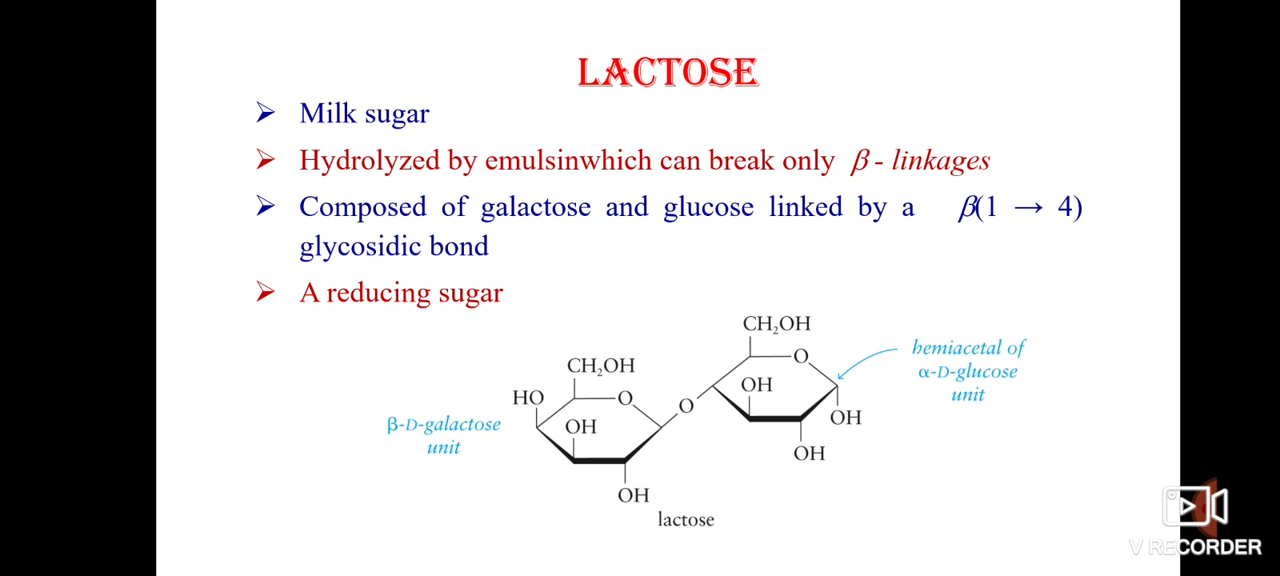 LACTOSE
➢ Milk sugar
➢ Hydrolyzed by emulsinwhich can break only β - linkages
➢ Composed of galactose and glucose linked by a β(1 → 4)
glycosidic bond
➢ A reducing sugar
CH₂OH
O
OH
OH
OH
hemiacetal of
α-D-glucose
unit
CH₂OH
HO
O
O
OH
OH
β-D-galactose
unit
lactose
V RECORDER